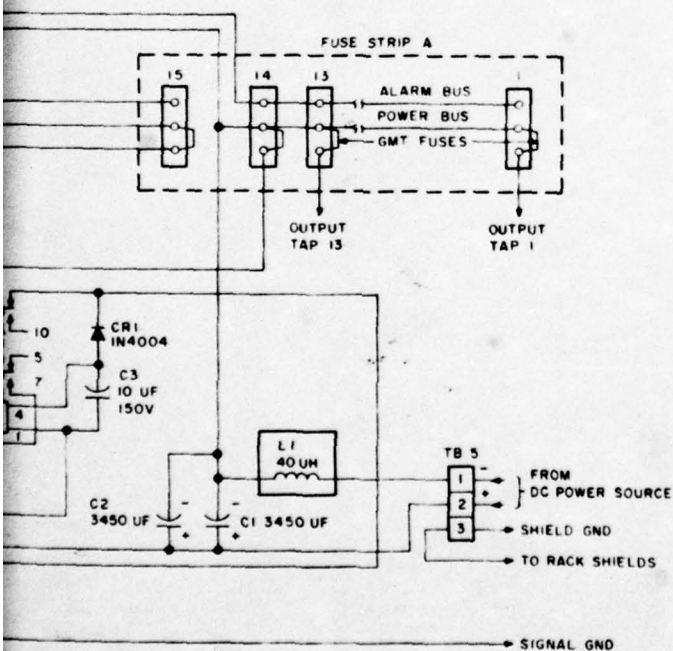 FUSE STRIP A
15
14
13
1
ALARM BUS
POWER BUS
GMT FUSES
OUTPUT
TAP 13
OUTPUT
TAP 1
10
5
7
4
1
CR1
1N4004
C3
10 UF
150V
L1
40 UH
TB 5
1
-
2
+
3
FROM
DC POWER SOURCE
SHIELD GND
TO RACK SHIELDS
C2
3450 UF
-
+
-
C1 3450 UF
+
SIGNAL GND